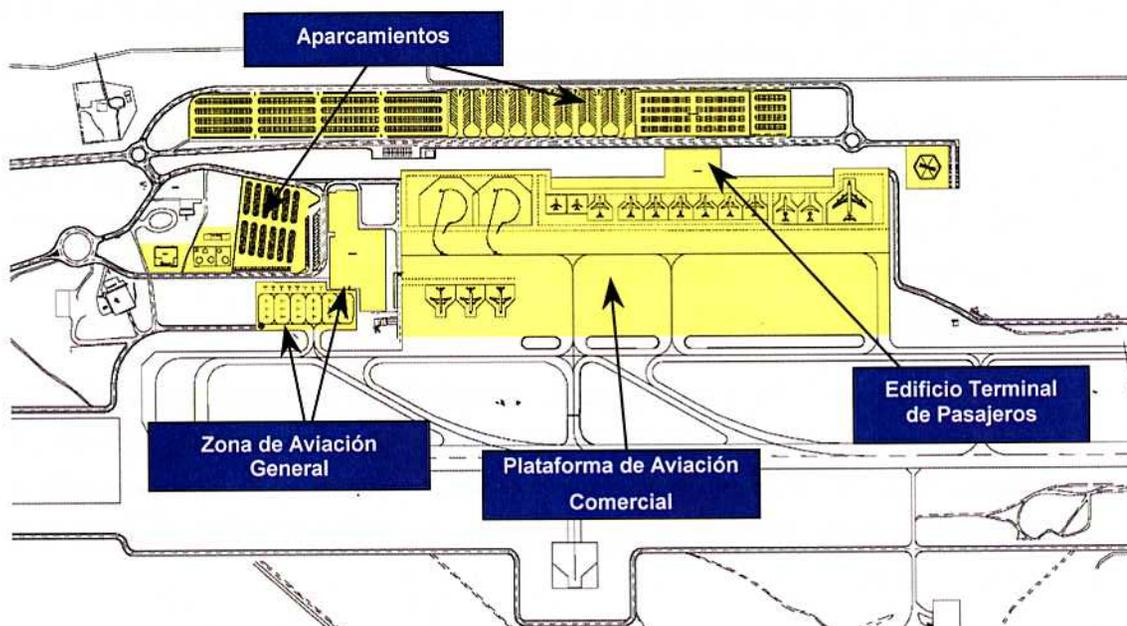 Aparcamientos
Edificio Terminal
de Pasajeros
Zona de Aviación
General
Plataforma de Aviación
Comercial